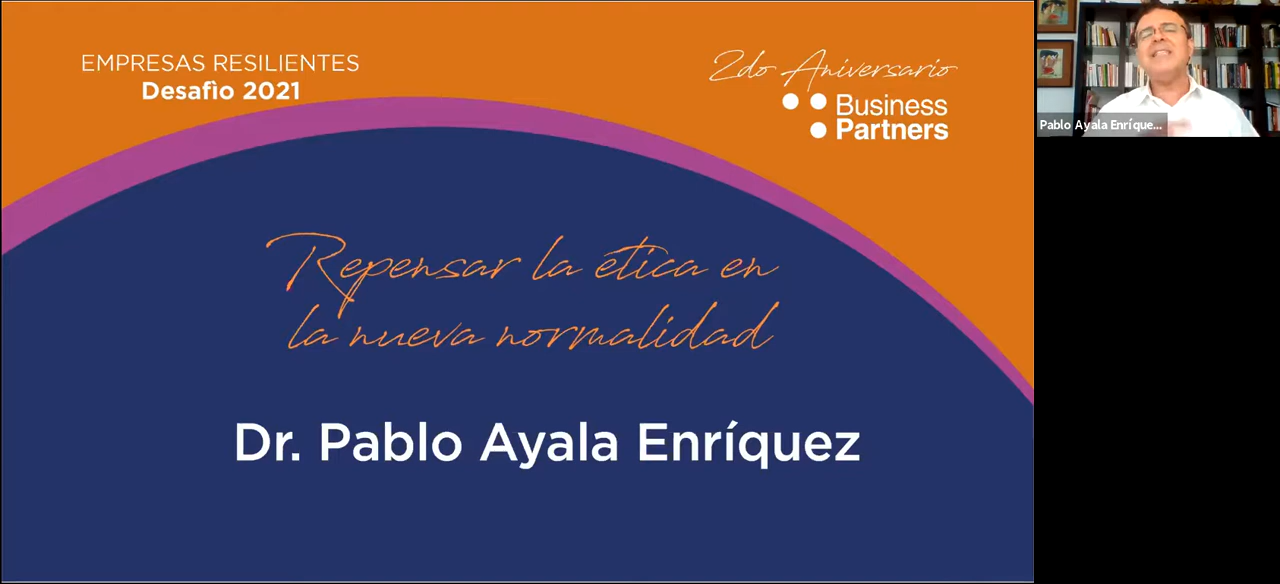 EMPRESAS RESILIENTES
Desafìo 2021
2do Aniversario
Business
Partners
Repensar la ética en
la nueva normalidad
Dr. Pablo Ayala Enríquez
Pablo Ayala Enríque...